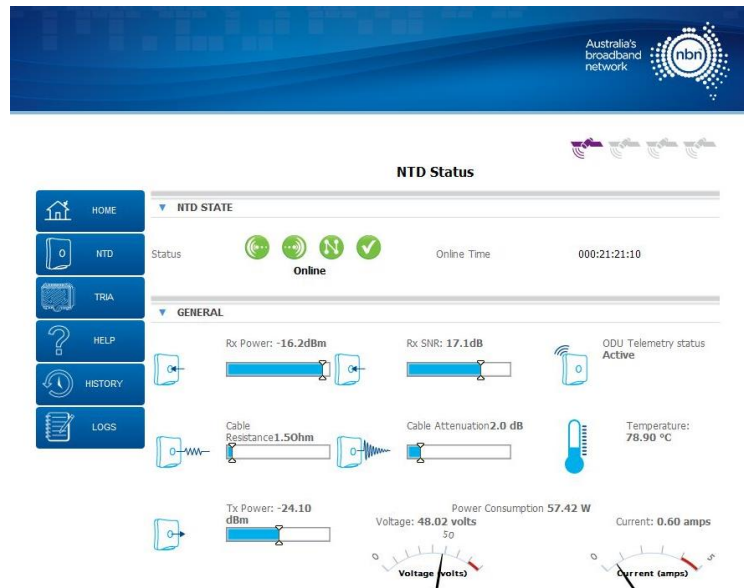 Australia's
broadband
network
nbn
NTD Status
HOME
NTD
TRIA
HELP
HISTORY
LOGS
▼ NTD STATE
Status
Online
Online Time
000:21:21:10
▼ GENERAL
Rx Power: -16.2dBm
Rx SNR: 17.1dB
ODU Telemetry status
Active
Cable
Resistance1.5Ohm
Cable Attenuation2.0 dB
Temperature:
78.90 °C
Tx Power: -24.10
dBm
Power Consumption 57.42 W
Voltage: 48.02 volts
Current: 0.60 amps
0
50
Voltage (volts)
0
5
Current (amps)